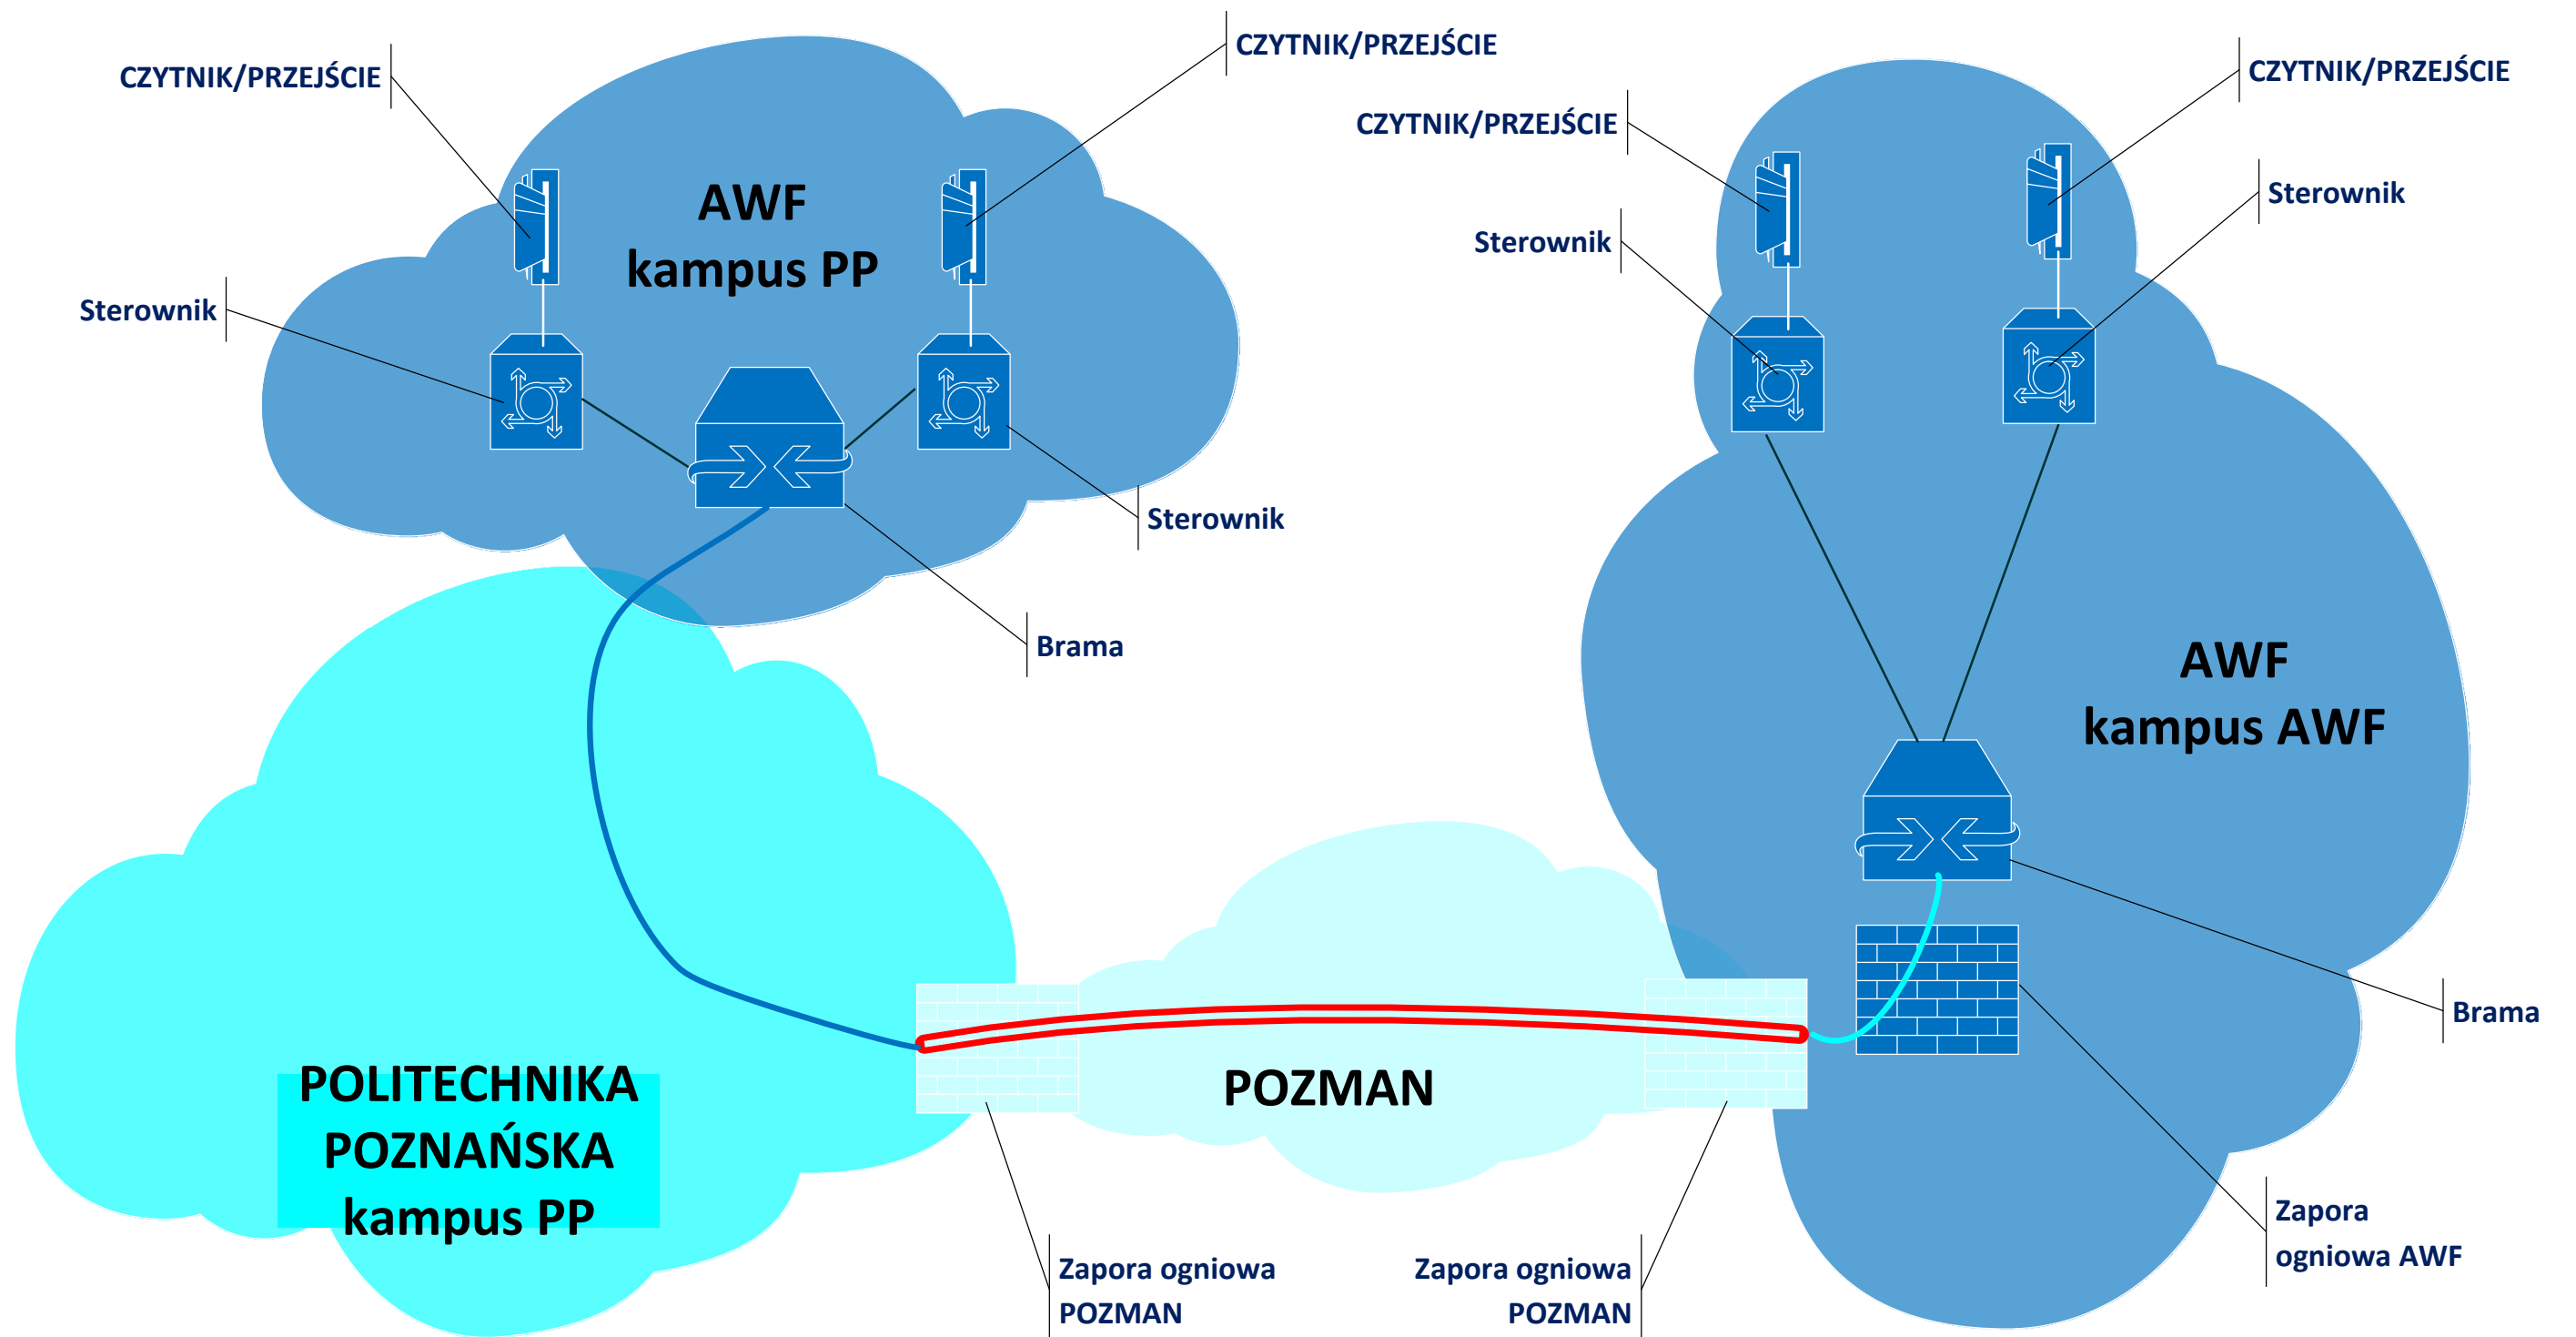 CZYTNIK/PRZEJŚCIE
CZYTNIK/PRZEJŚCIE
CZYTNIK/PRZEJŚCIE
CZYTNIK/PRZEJŚCIE
AWF
kampus PP
Sterownik
Sterownik
Sterownik
Sterownik
Brama
AWF
kampus AWF
Brama
POLITECHNIKA
POZNAŃSKA
kampus PP
POZMAN
Zapora ogniowa
POZMAN
Zapora ogniowa
POZMAN
Zapora
ogniowa AWF